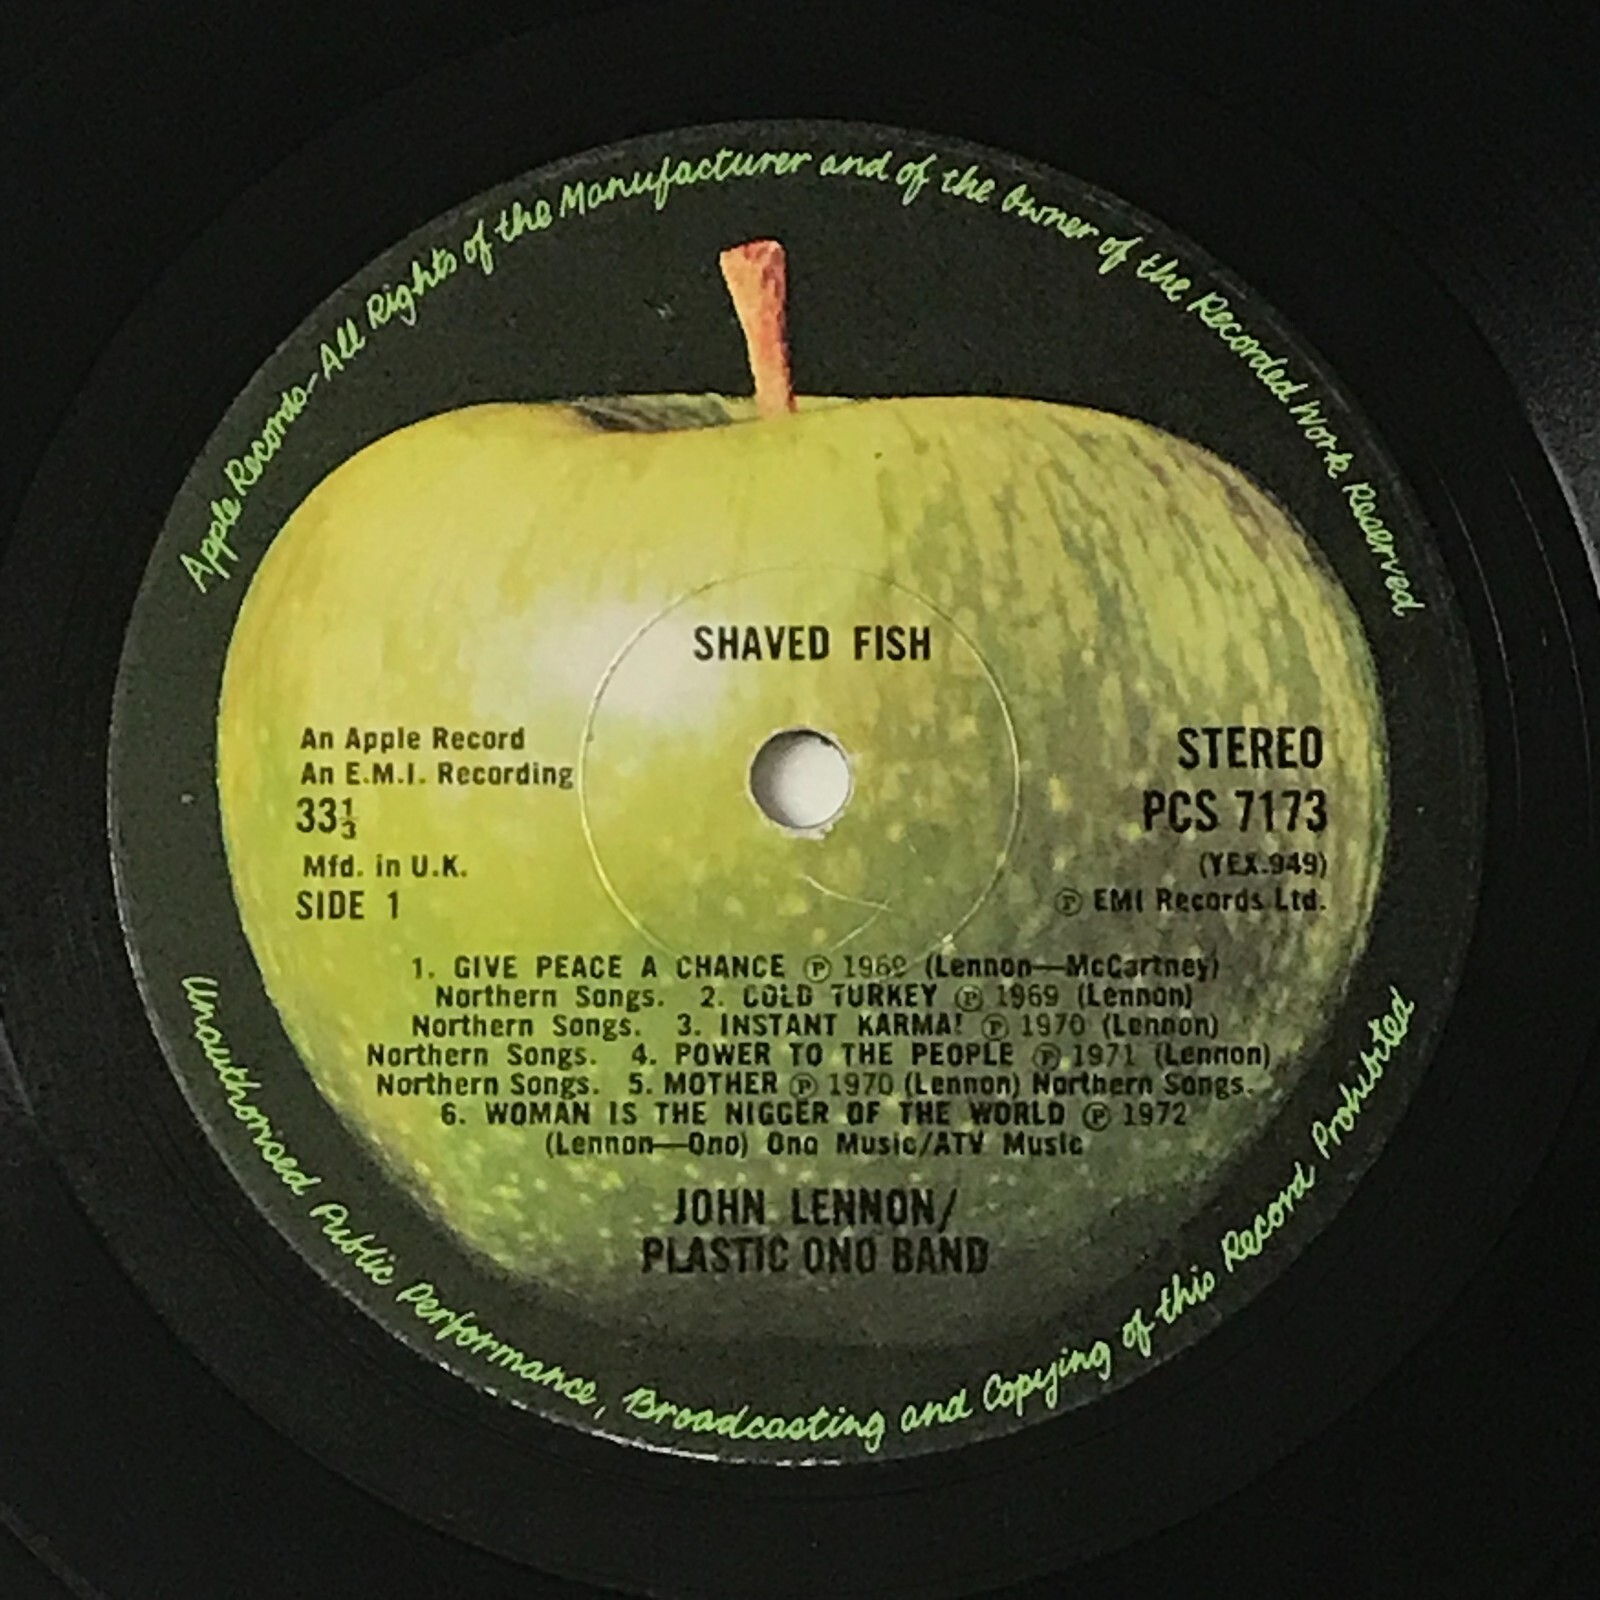 Apple Records-All Rights of the Manufacturer and of the Owner of the Recorded Work Reserved
SHAVED FISH
An Apple Record
An E.M.I. Recording
33⅓
Mfd. in U.K.
SIDE 1
STEREO
PCS 7173
(YEX.949)
Ⓟ EMI Records Ltd.
1. GIVE PEACE A CHANCE Ⓟ 1969 (Lennon—McCartney)
Northern Songs. 2. COLD TURKEY Ⓟ 1969 (Lennon)
Northern Songs. 3. INSTANT KARMA! Ⓟ 1970 (Lennon)
Northern Songs. 4. POWER TO THE PEOPLE Ⓟ 1971 (Lennon)
Northern Songs. 5. MOTHER Ⓟ 1970 (Lennon) Northern Songs.
6. WOMAN IS THE NIGGER OF THE WORLD Ⓟ 1972
(Lennon—Ono) Ono Music/ATV Music
JOHN LENNON/
PLASTIC ONO BAND
Unauthorised Public Performance, Broadcasting and Copying of this Record Prohibited